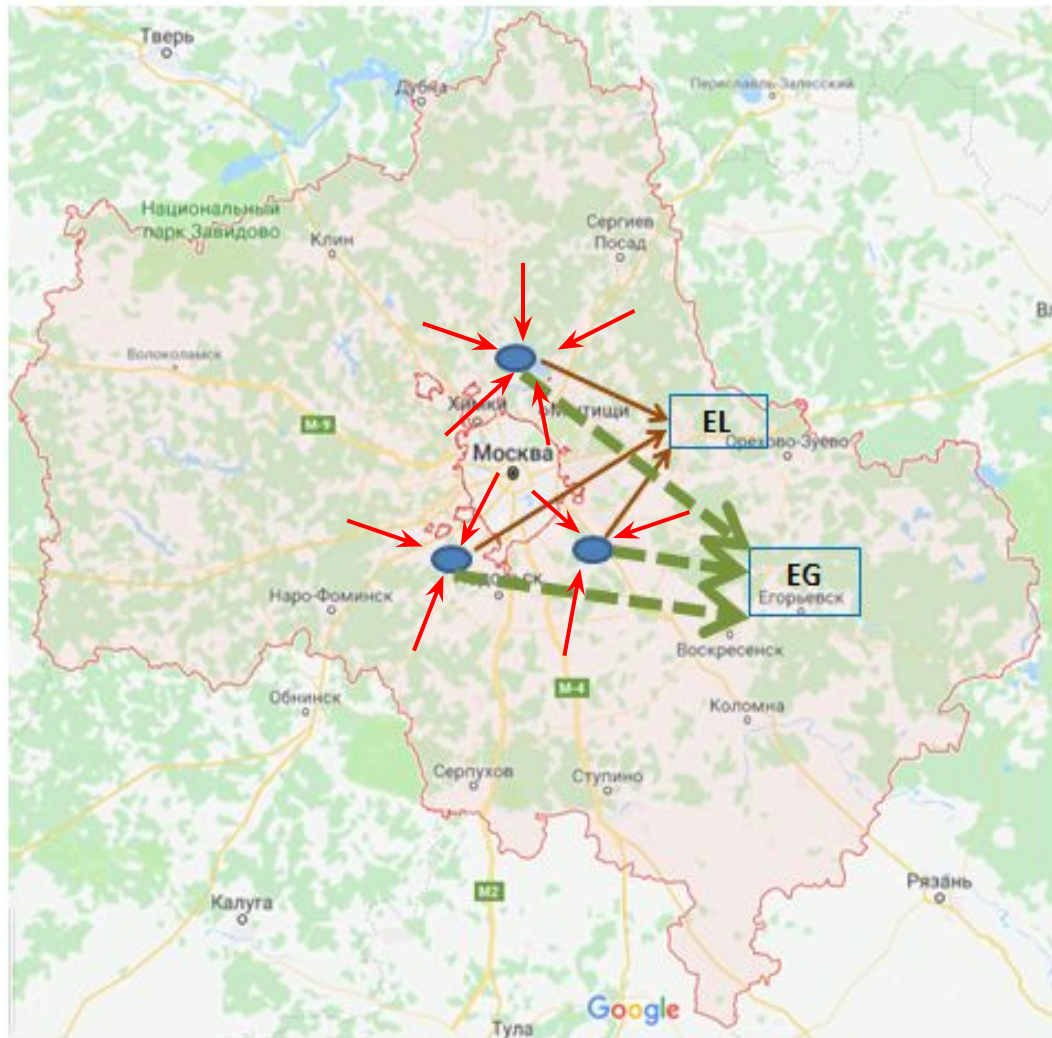 Тверь
Дубна
Переславль-Залесский
Национальный
парк Завидово
Клин
Сергиев
Посад
Вл
Волоколамск
Химки
Мытищи
EL
М-9
Орехово-Зуево
Москва
EG
Наро-Фоминск
Егорьевск
Воскресенск
М-4
Обнинск
Коломна
Серпухов
Ступино
М2
Рязань
Калуга
Google
Тула